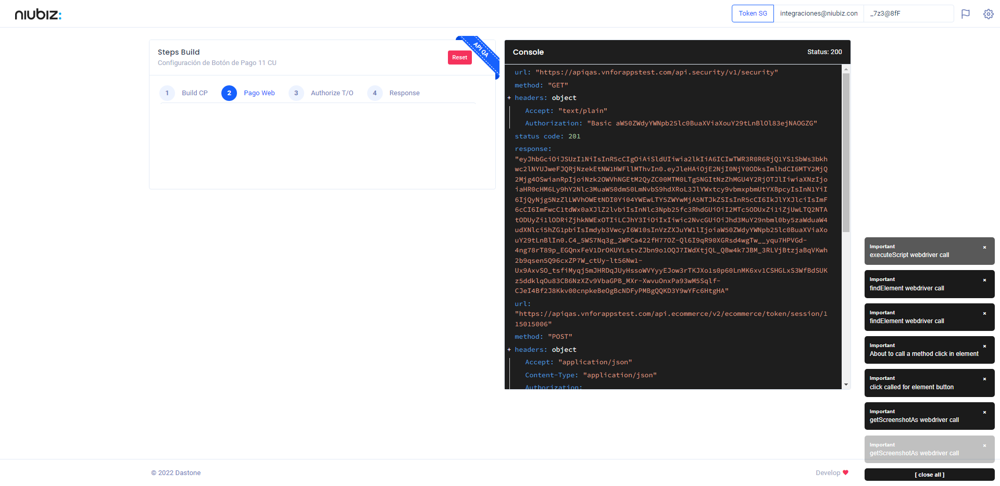 niubiz:
Token SG
integraciones@niubiz.con
_7z3@8fF
Steps Build
Configuración de Botón de Pago 11 CU
Reset
API QA
1 Build CP
2 Pago Web
3 Authorize T/O
4 Response
Console
Status: 200
url: "https://apiqas.vnforappstest.com/api.security/v1/security"
method: "GET"
+ headers: object
Accept: "text/plain"
Authorization: "Basic aW50ZWdyYWNpb25lc0BuaXViaXouY29tLnBlOl83ejNAOGZG"
status code: 201
response:
"eyJhbGciOiJSUzI1NiIsInR5cCIgOiAiSldUIiwia2lkIiA6ICIwTWR3R0R6RjQ1YS1SbWs3bkh
wc2lNYUJweFJQRjNzekEtNW1HWFllMThvIn0.eyJleHAiOjE2NjI0NjY0ODksImlhdCI6MTY2MjQ
2Mjg4OSwianRpIjoiNzk2OWVhNGEtM2QyZC00MTM0LTg5NGItNzZhMGU4Y2RjOTJlIiwiaXNzIjo
iaHR0cHM6Ly9hY2Nlc3MuaW50dm50LmNvbS9hdXRoL3JlYWxtcy9vbmxpbmUtYXBpcyIsInN1YiI
6IjQyNjg5NzZlLWVhOWEtNDI0Yi04YWEwLTY5ZWYwMjA5NTJkZSIsInR5cCI6IkJlYXJlciIsImF
6cCI6ImFwcC1tdWx0aXJlZ2lvbiIsInNlc3Npb25fc3RhdGUiOiI2MTc5ODUxZi1iZjUwLTQ2NTA
tODUyZi1lODRiZjhkNWExOTIiLCJhY3IiOiIxIiwic2NvcGUiOiJhd3MuY29nbml0by5zaWduaW4
udXNlci5hZG1pbiIsImdyb3VwcyI6W10sInVzZXJuYW1lIjoiaW50ZWdyYWNpb25lc0BuaXViaXo
uY29tLnBlIn0.C4_5WS7Nq3g_2WPCa422fH77OZ-Ql6I9qR90XGRsd4wgTw__yqu7HPVGd-
4ng78rT89p_EGQnxFeV1DrOKUYLstvZJbn9o1OQJ7IWdXtjQL_QBw4k7JBM_3RLVjBtzjaBqVKwh
2b9qsen5Q96cxZP7W_ctUy-lt56Nw1-
Ux9AxvSO_tsfiMyqj5mJHRDqJUyHssoWVYyyEJow3rTKJXo1s0p60LnMK6xv1CSHGLxS3WfBdSUK
z5ddklqOu83CB6NzXZv9VbaGPB_MXr-XwvuOnxPa93wM5Sqlf-
CJeI4Bf2J8Kkv00cnpkeBeOgBcNDFyPMBgQQKD3Y9wYFc6HtgHA"
url:
"https://apiqas.vnforappstest.com/api.ecommerce/v2/ecommerce/token/session/1
15015006"
method: "POST"
+ headers: object
Accept: "application/json"
Content-Type: "application/json"
Authorization:
Important
executeScript webdriver call
×
Important
findElement webdriver call
×
Important
findElement webdriver call
×
Important
About to call a method click in element
×
Important
click called for element button
×
Important
getScreenshotAs webdriver call
×
Important
getScreenshotAs webdriver call
×
[ close all ]
© 2022 Dastone
Develop